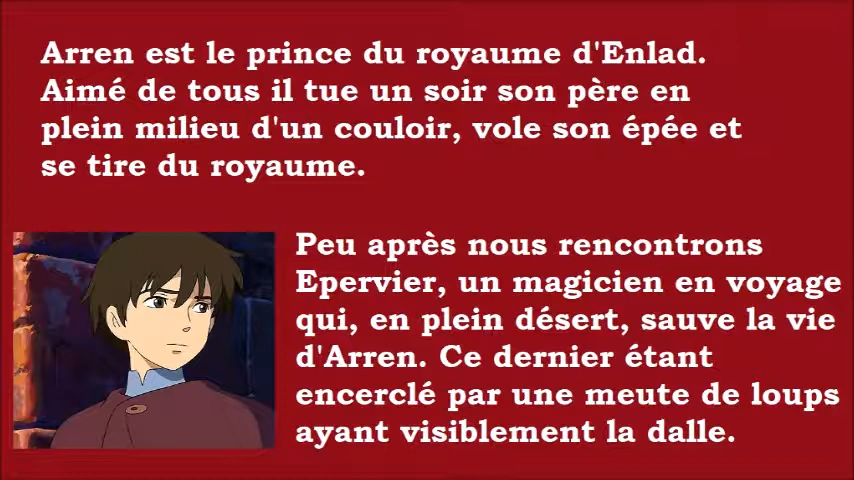 Arren est le prince du royaume d'Enlad.
Aimé de tous il tue un soir son père en
plein milieu d'un couloir, vole son épée et
se tire du royaume.
Peu après nous rencontrons
Epervier, un magicien en voyage
qui, en plein désert, sauve la vie
d'Arren. Ce dernier étant
encerclé par une meute de loups
ayant visiblement la dalle.